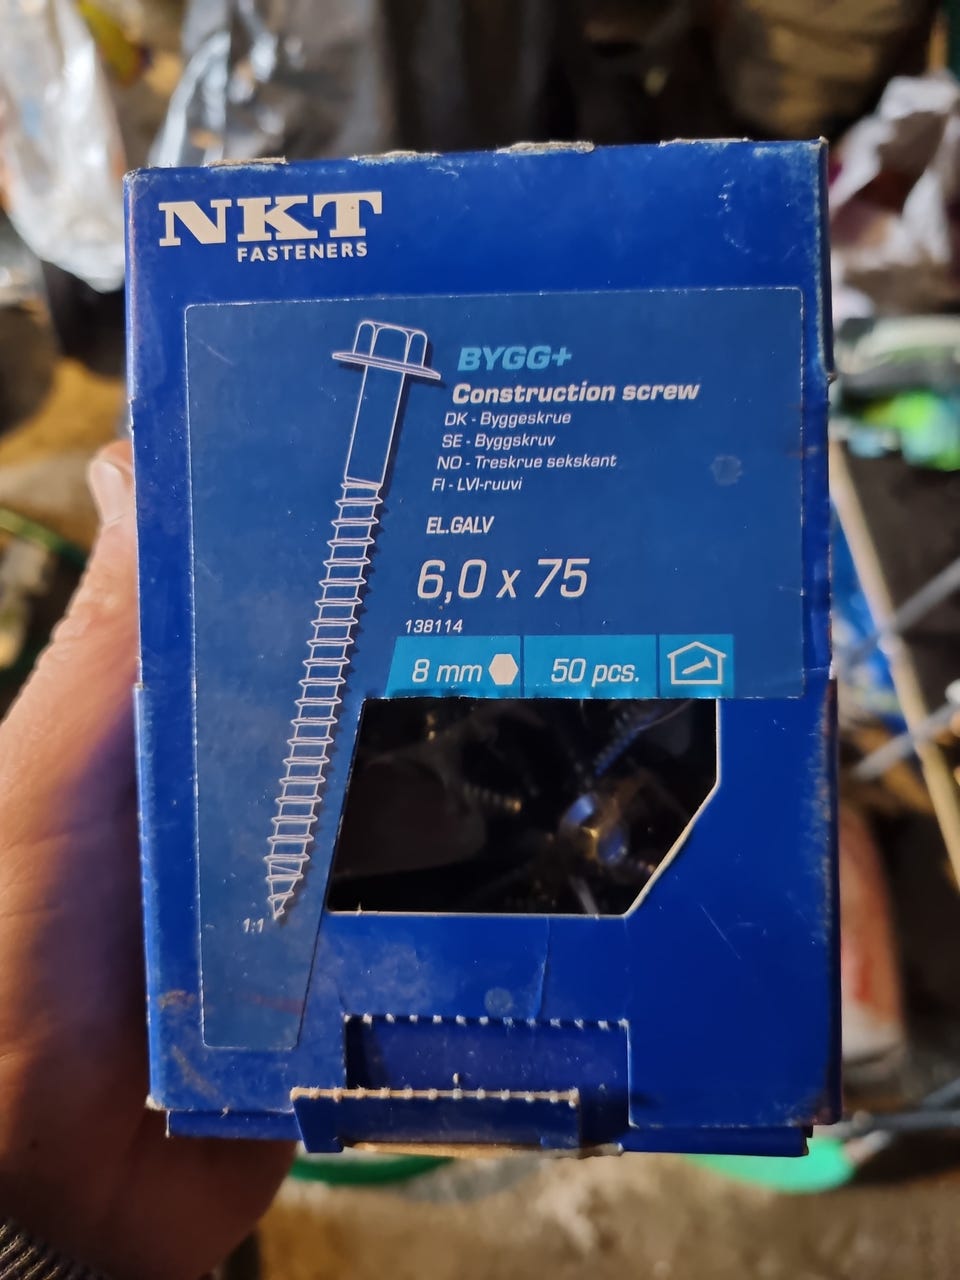 NKT
FASTENERS
BYGG+
Construction screw
DK - Byggeskrue
SE - Byggskruv
NO - Treskrue sekskant
FI - LVI-ruuvi
EL.GALV
6,0 x 75
138114
8 mm 50 pcs.
1:1